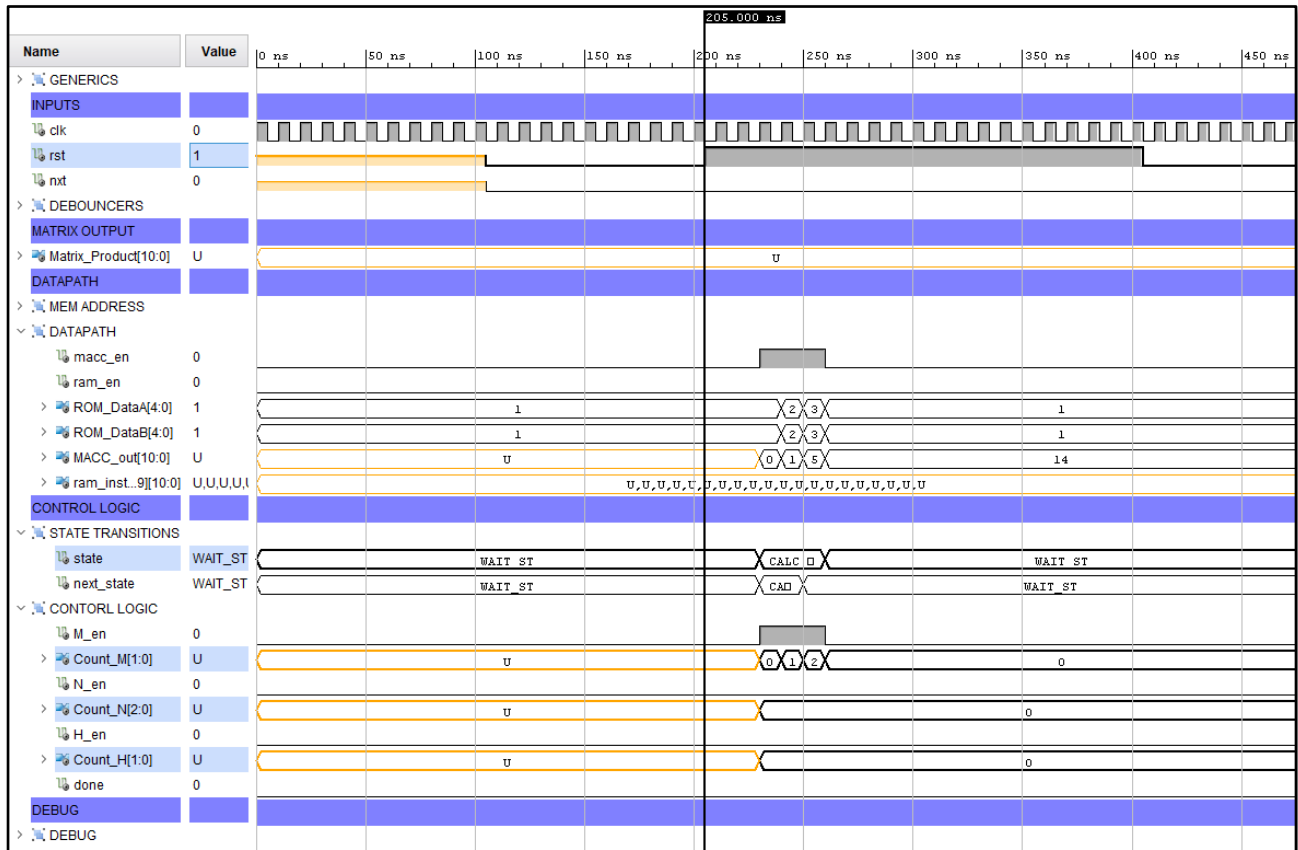 205.000 ns
Name Value 0 ns 50 ns 100 ns 150 ns 200 ns 250 ns 300 ns 350 ns 400 ns 450 ns
GENERICS
INPUTS
clk 0
rst 1
nxt 0
DEBOUNCERS
MATRIX OUTPUT
Matrix_Product[10:0] U U
DATAPATH
MEM ADDRESS
DATAPATH
macc_en 0
ram_en 0
ROM_DataA[4:0] 1 1 2 3 1
ROM_DataB[4:0] 1 1 2 3 1
MACC_out[10:0] U U 0 1 5 14
ram_inst...9][10:0] U,U,U,U,U U,U,U,U,U,U,U,U,U,U,U,U,U,U,U,U,U
CONTROL LOGIC
STATE TRANSITIONS
state WAIT_ST WAIT_ST CALC □ WAIT_ST
next_state WAIT_ST WAIT_ST CA□ WAIT_ST
CONTORL LOGIC
M_en 0
Count_M[1:0] U U 0 1 2 0
N_en 0
Count_N[2:0] U U 0
H_en 0
Count_H[1:0] U U 0
done 0
DEBUG
DEBUG